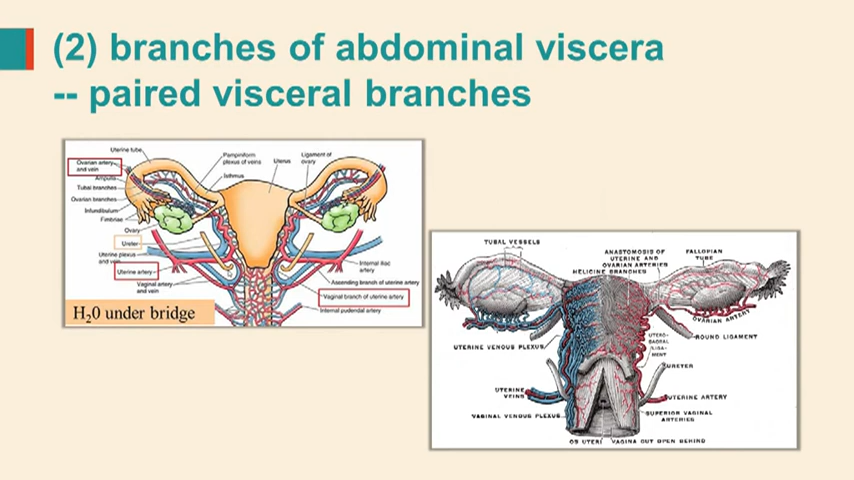 (2) branches of abdominal viscera
-- paired visceral branches
Uterine tube
Ovarian artery
and vein
Ampulla
Tubal branches
Ovarian branches
Infundibulum
Fimbriae
Ovary
Ureter
Uterine plexus
and vein
Uterine artery
Vaginal artery
and vein
Pampiniform
plexus of veins
Isthmus
Uterus
Ligament of
ovary
Internal iliac
artery
Ascending branch of uterine artery
Vaginal branch of uterine artery
Internal pudendal artery
H20 under bridge
TUBAL VESSELS
ANASTOMOSIS OF
UTERINE AND
OVARIAN ARTERIES
HELICINE BRANCHES
FALLOPIAN
TUBE
OVARIAN ARTERY
ROUND LIGAMENT
UTERO-
SACRAL
LIGA-
MENT
UTERINE VENOUS PLEXUS
URETER
UTERINE
VEINS
UTERINE ARTERY
VAGINAL VENOUS PLEXUS
SUPERIOR VAGINAL
ARTERIES
OS UTERI
VAGINA CUT OPEN BEHIND